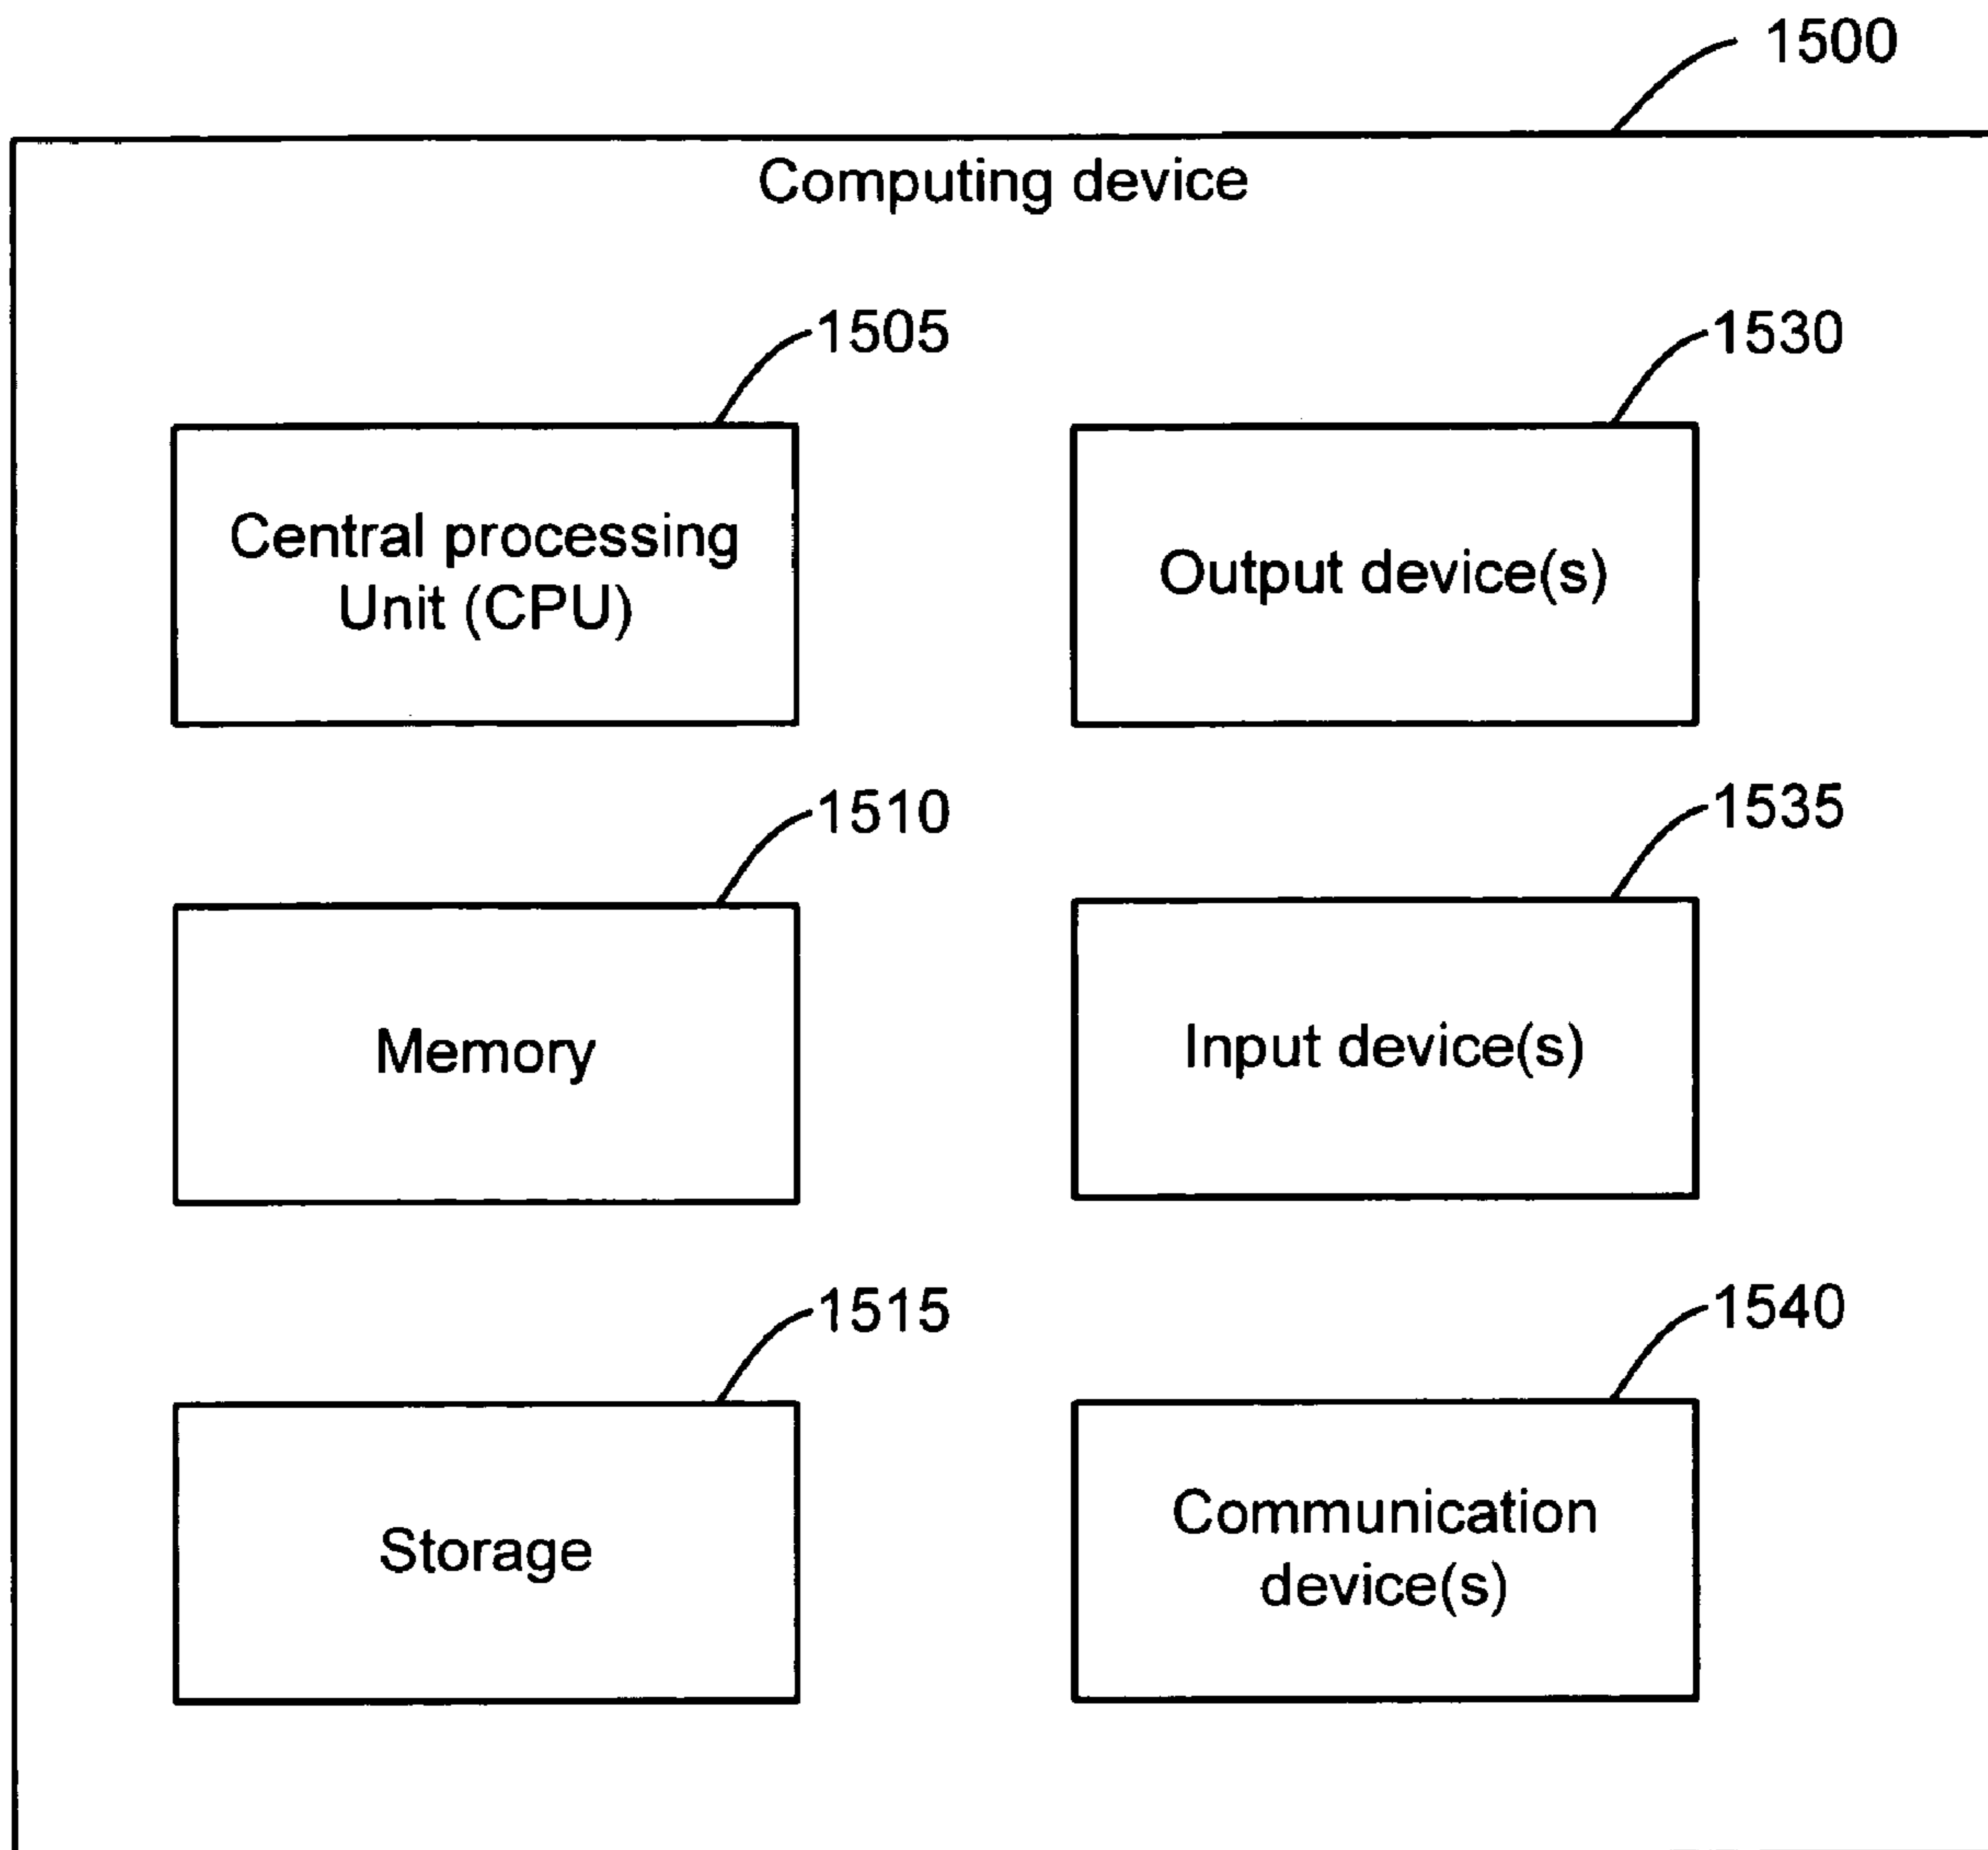 1500
Computing device
1505
1530
Central processing
Unit (CPU)
Output device(s)
1510
1535
Memory
Input device(s)
1515
1540
Storage
Communication
device(s)